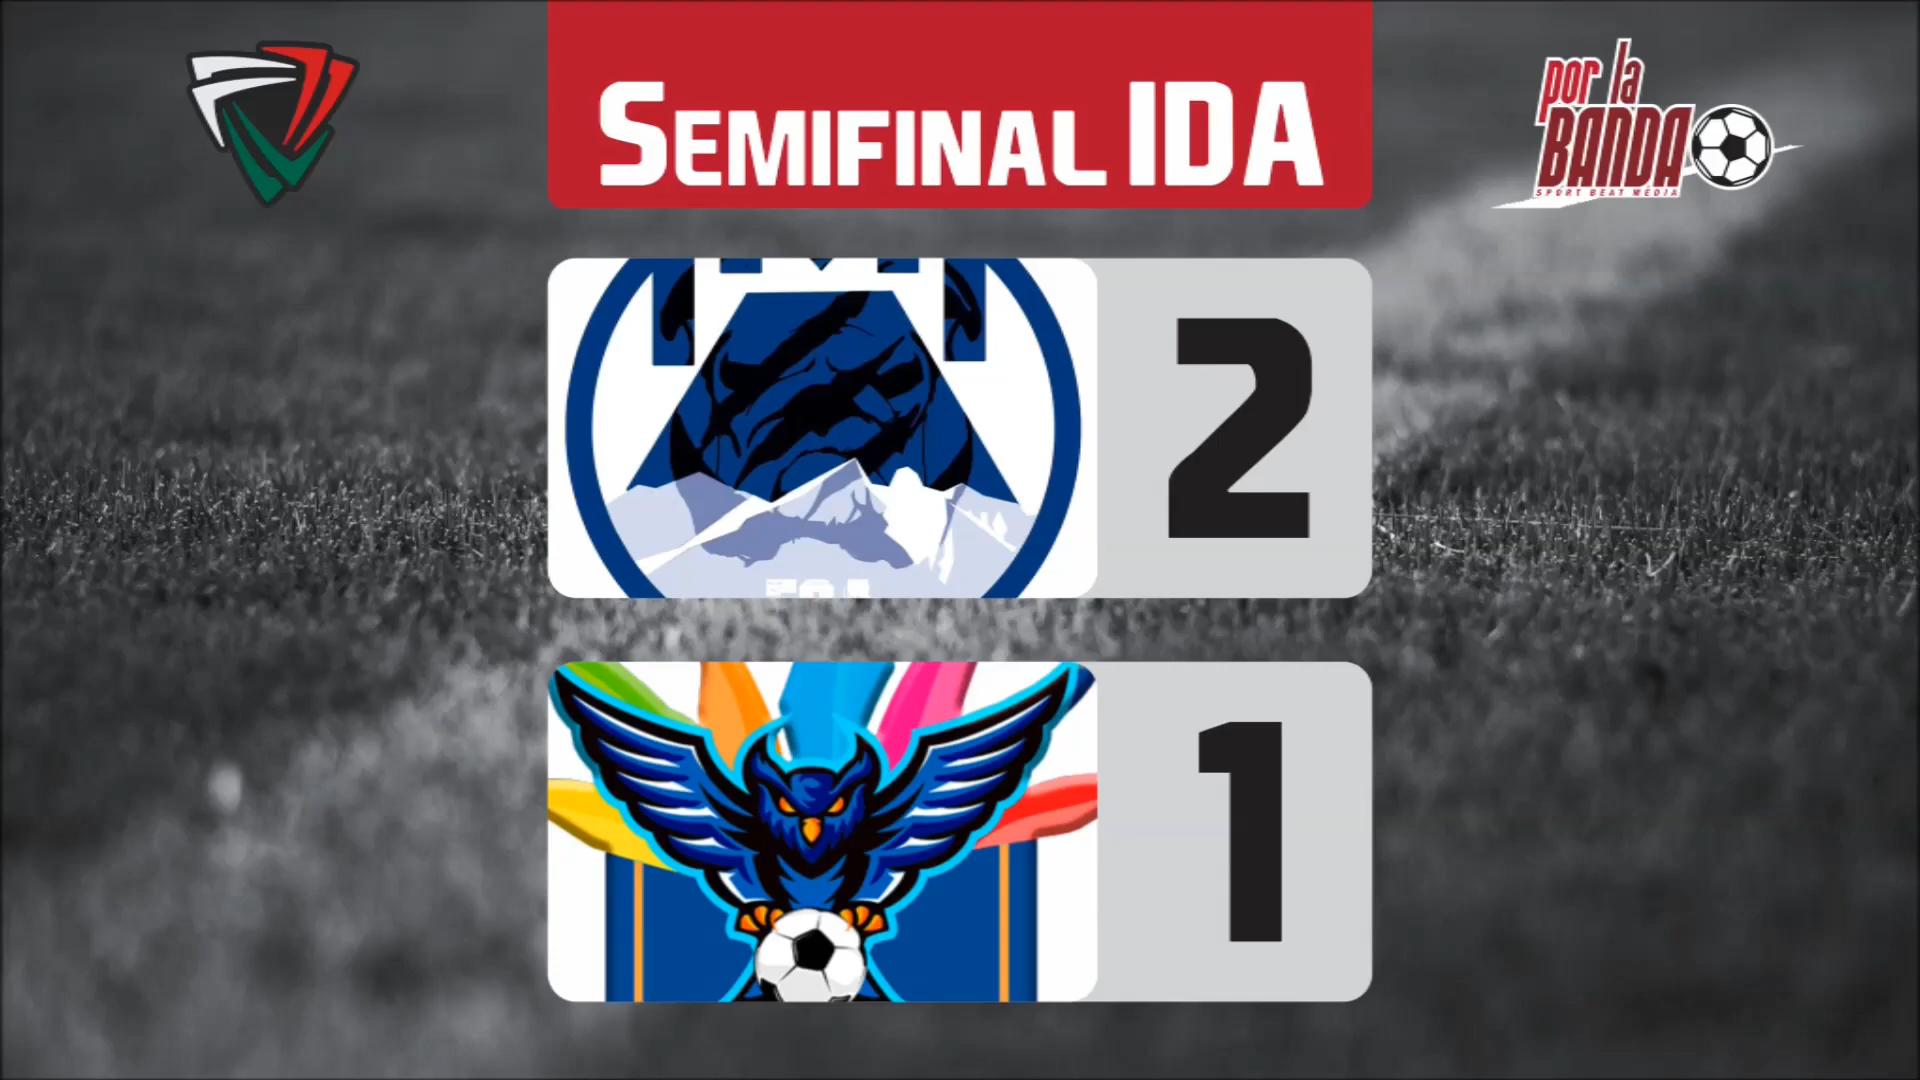 SEMIFINAL IDA
por la
BANDA
SPORT BEAT MEDIA
2
1